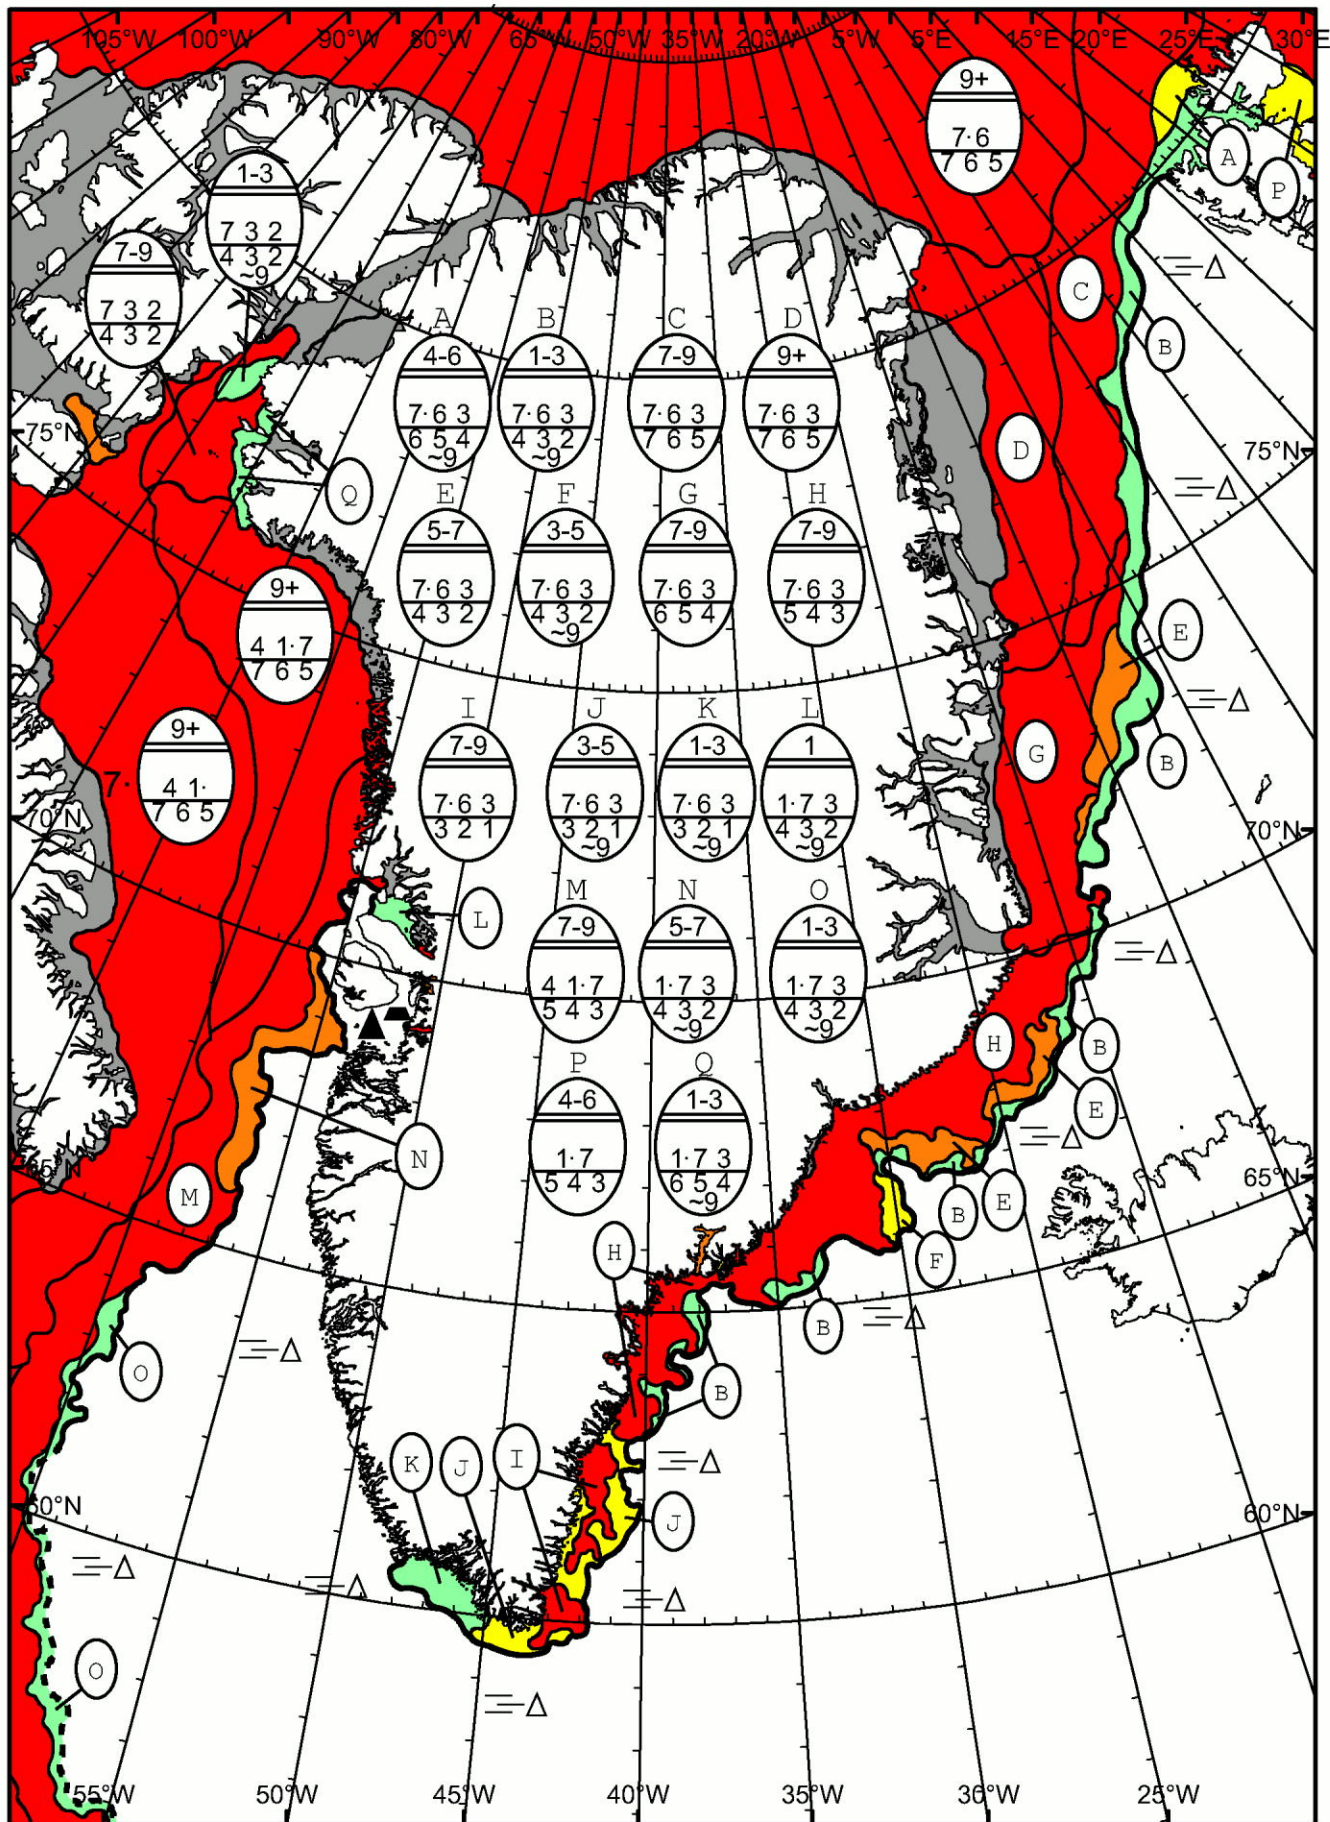 105°W 100°W 90°W 80°W 65°W 50°W 35°W 20°W 5°W 5°E 15°E 20°E 25°E 30°E
9+
7·6
7 6 5
A
P
1-3
7 3 2
4 3 2
~9
7-9
7 3 2
4 3 2
C
B
A B C D
4-6 1-3 7-9 9+
7·6 3 7·6 3 7·6 3 7·6 3
6 5 4 4 3 2 7 6 5 7 6 5
~9 ~9
75°N
D
75°N
Q
E F G H
5-7 3-5 7-9 7-9
7·6 3 7·6 3 7·6 3 7·6 3
4 3 2 4 3 2 6 5 4 5 4 3
~9
9+
4 1·7
7 6 5
E
I J K L
7-9 3-5 1-3 1
7·6 3 7·6 3 7·6 3 1·7 3
3 2 1 3 2 1 3 2 1 4 3 2
~9 ~9 ~9
9+
7· 4 1·
7 6 5
G
B
70°N
70°N
L
M N O
7-9 5-7 1-3
4 1·7 1·7 3 1·7 3
5 4 3 4 3 2 4 3 2
~9 ~9
H
B
E
P Q
4-6 1-3
1·7 1·7 3
5 4 3 6 5 4
~9
N
65°N
M
65°N
E
B
H
F
B
O
B
K
J
I
60°N
J
60°N
O
55°W 50°W 45°W 40°W 35°W 30°W 25°W